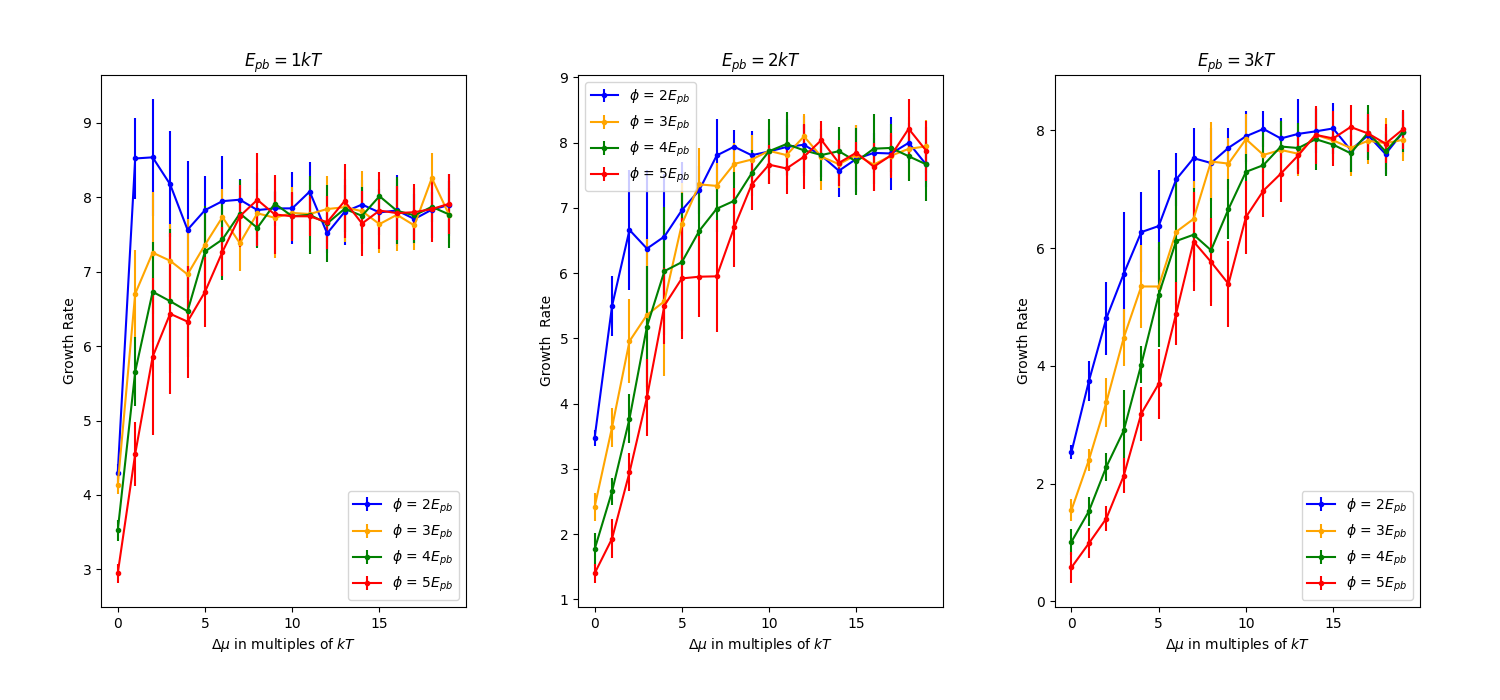 E_pb = 1kT
9
8
7
6
5
4
3
Growth Rate
0 5 10 15
Δμ in multiples of kT
ϕ = 2E_pb
ϕ = 3E_pb
ϕ = 4E_pb
ϕ = 5E_pb
E_pb = 2kT
9
8
7
6
5
4
3
2
1
Growth Rate
0 5 10 15
Δμ in multiples of kT
ϕ = 2E_pb
ϕ = 3E_pb
ϕ = 4E_pb
ϕ = 5E_pb
E_pb = 3kT
8
6
4
2
0
Growth Rate
0 5 10 15
Δμ in multiples of kT
ϕ = 2E_pb
ϕ = 3E_pb
ϕ = 4E_pb
ϕ = 5E_pb